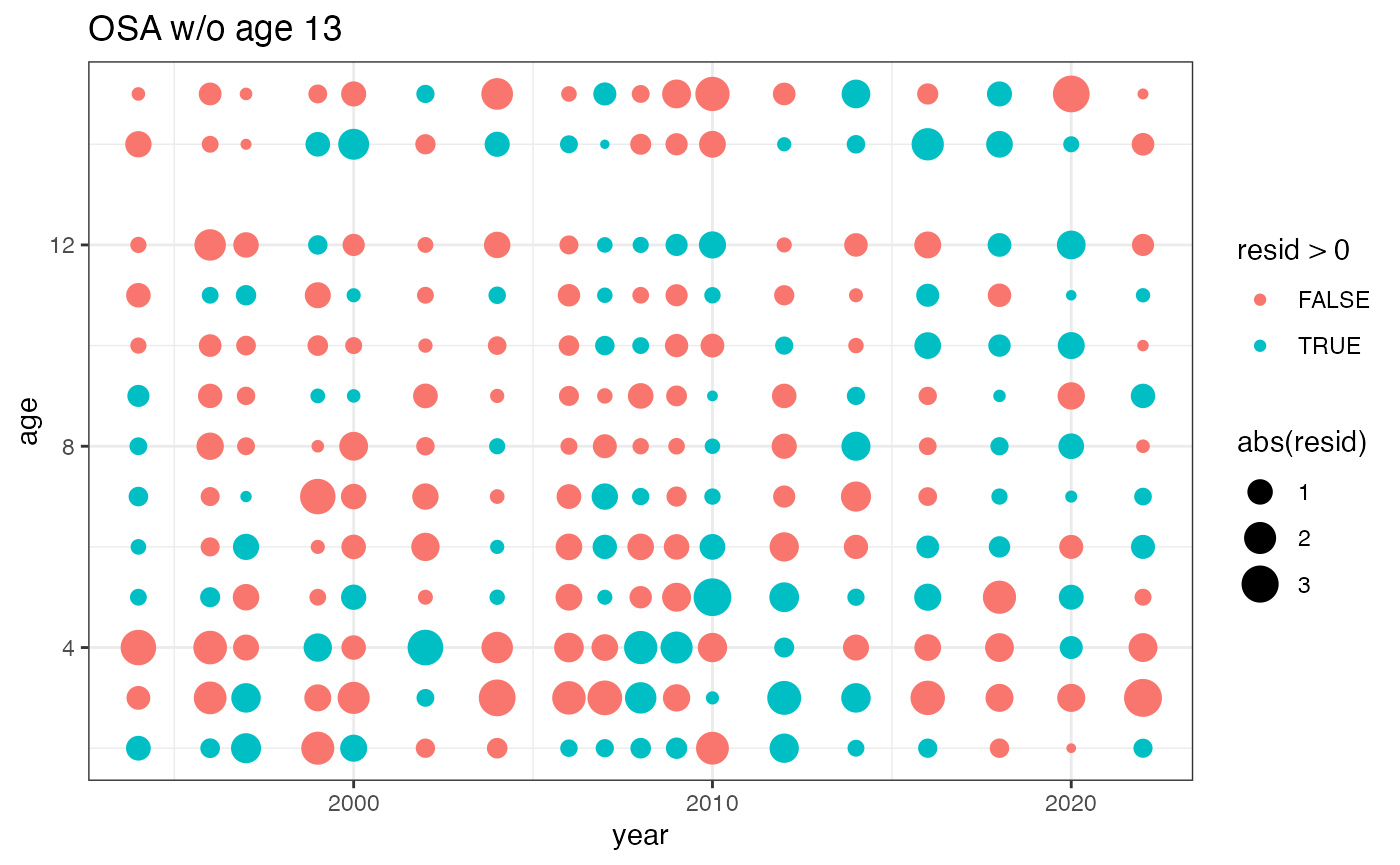 OSA w/o age 13
age
12
8
4
2000
2010
2020
year
resid > 0
FALSE
TRUE
abs(resid)
1
2
3